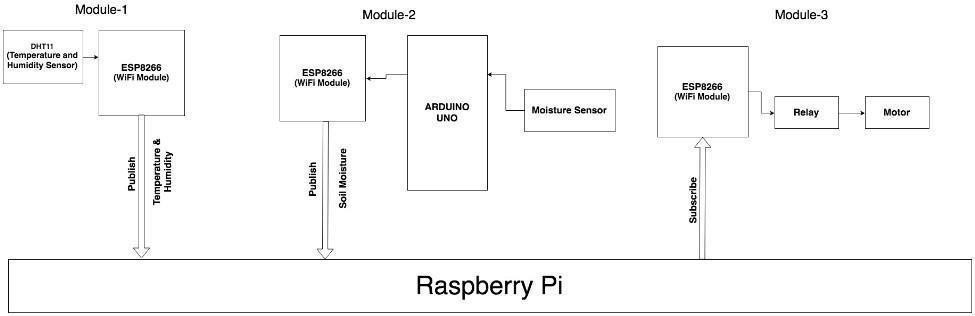 Module-1
DHT11
(Temperature and
Humidity Sensor)
ESP8266
(WiFi Module)
Publish
Temperature &
Humidity
Module-2
ESP8266
(WiFi Module)
ARDUINO
UNO
Moisture Sensor
Publish
Soil Moisture
Module-3
ESP8266
(WiFi Module)
Relay
Motor
Subscribe
Raspberry Pi